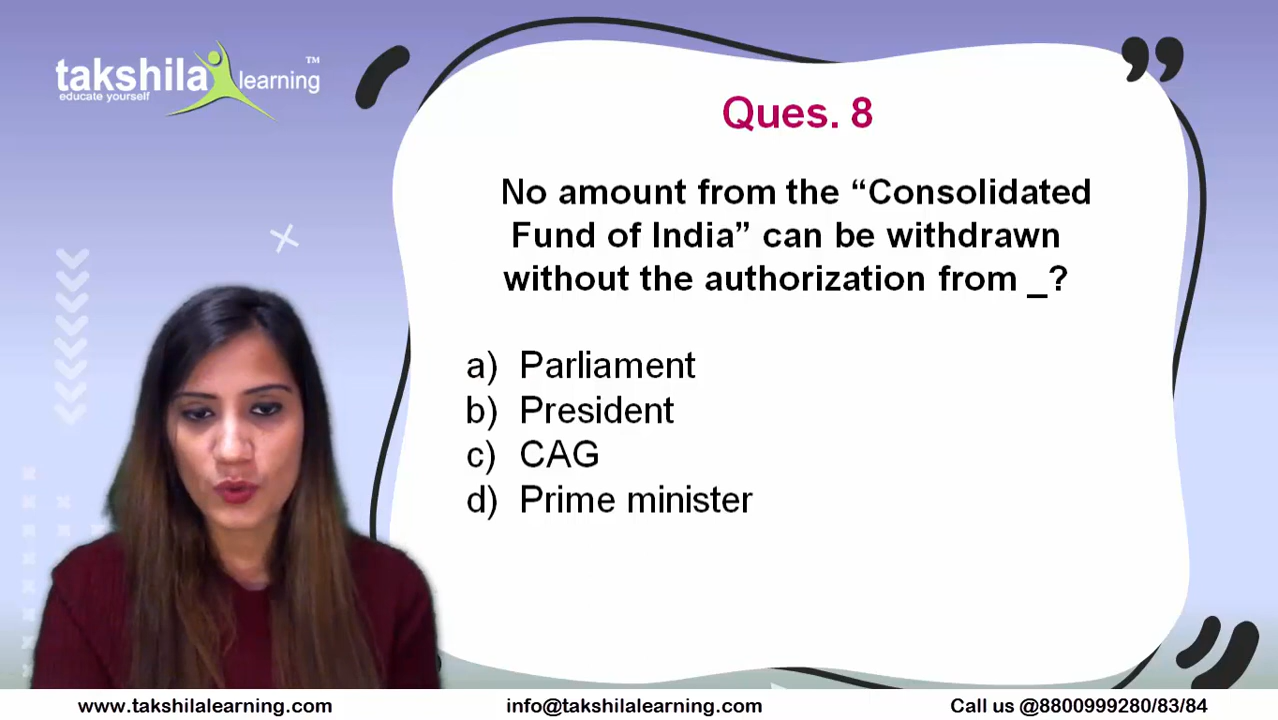 takshila learning ™
educate yourself
Ques. 8
No amount from the “Consolidated
Fund of India” can be withdrawn
without the authorization from _?
a) Parliament
b) President
c) CAG
d) Prime minister
www.takshilalearning.com info@takshilalearning.com Call us @8800999280/83/84